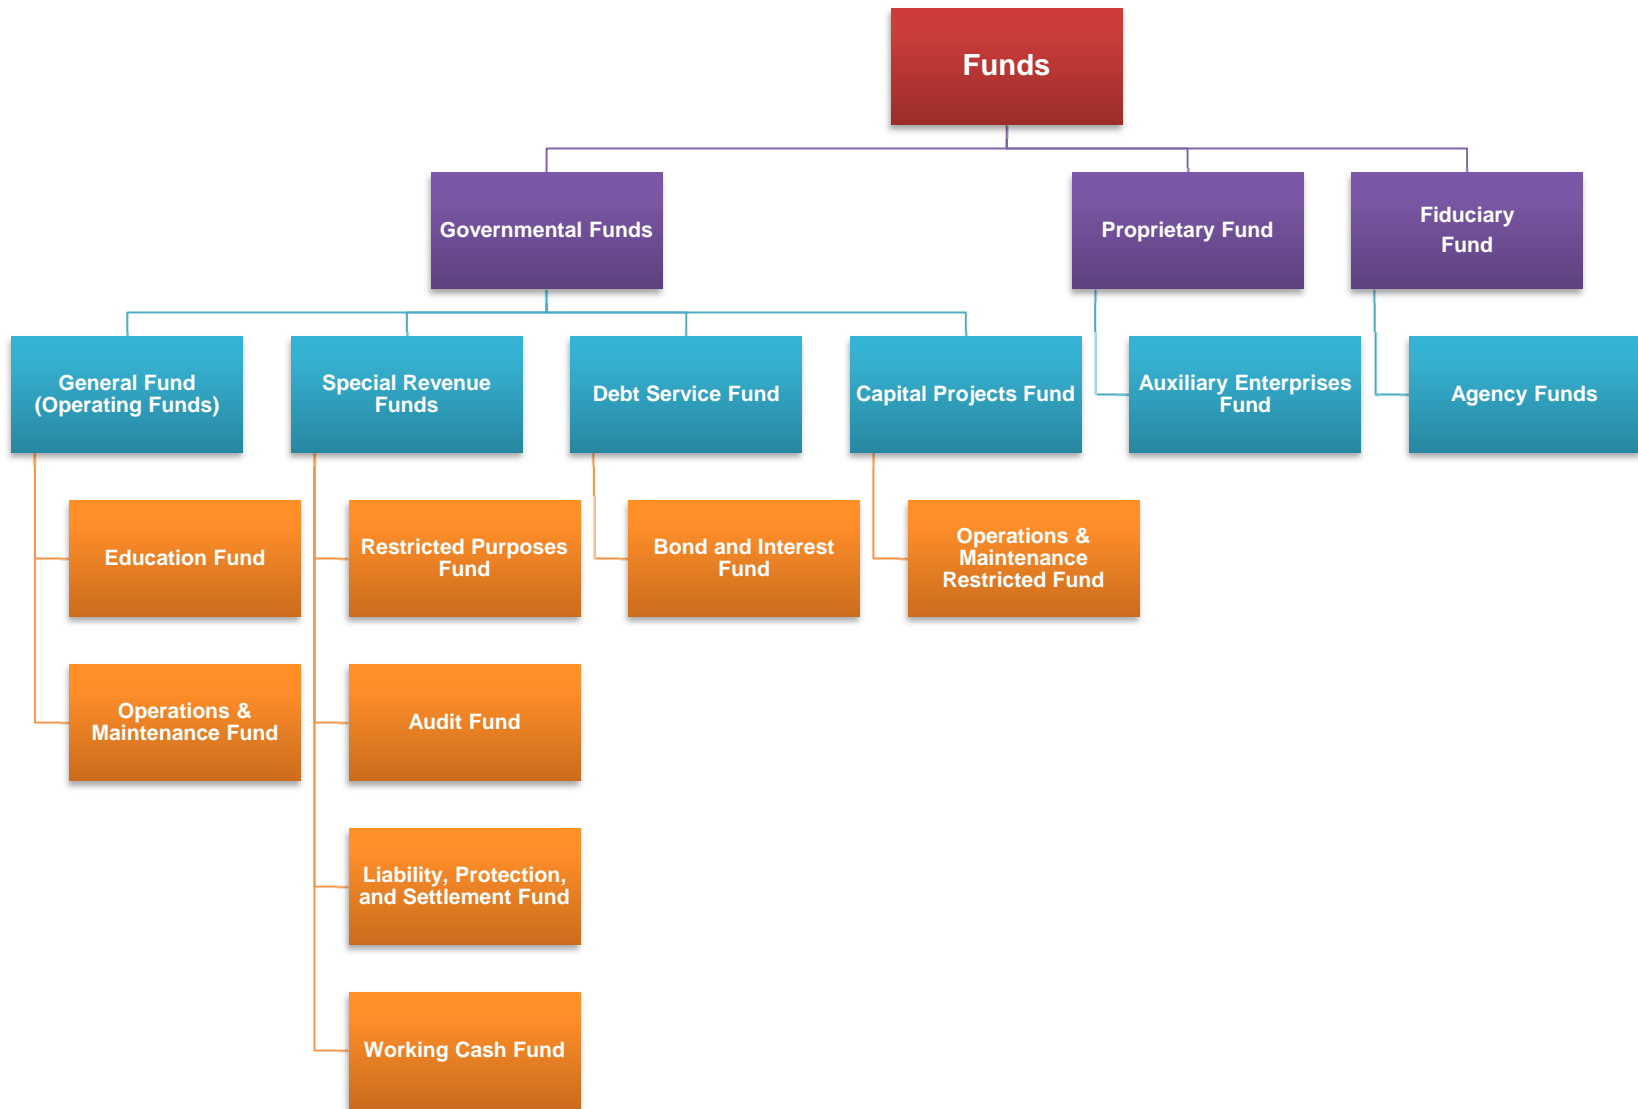 Funds
Governmental Funds
Proprietary Fund
Fiduciary
Fund
General Fund
(Operating Funds)
Special Revenue
Funds
Debt Service Fund
Capital Projects Fund
Auxiliary Enterprises
Fund
Agency Funds
Education Fund
Restricted Purposes
Fund
Bond and Interest
Fund
Operations &
Maintenance
Restricted Fund
Operations &
Maintenance Fund
Audit Fund
Liability, Protection,
and Settlement Fund
Working Cash Fund